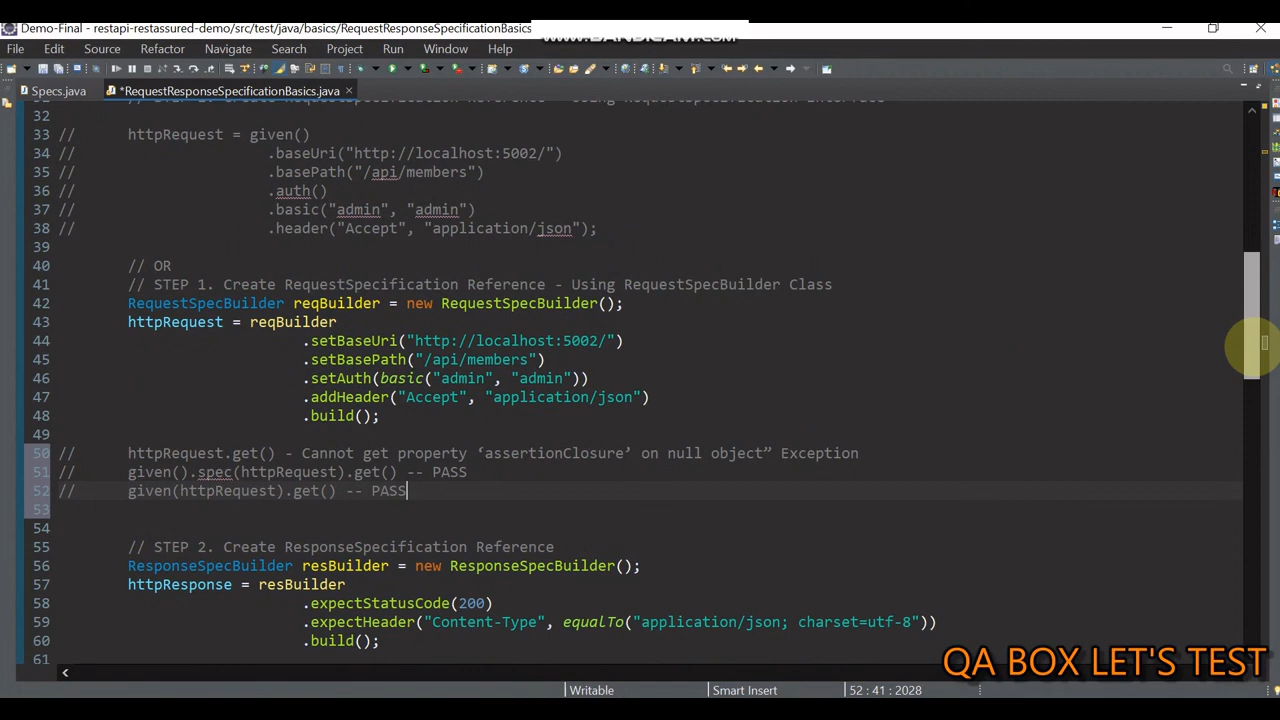 Demo-Final - restapi-restassured-demo/src/test/java/basics/RequestResponseSpecificationBasics
www.BANDICAM.com
File Edit Source Refactor Navigate Search Project Run Window Help
Specs.java *RequestResponseSpecificationBasics.java
32
33 // httpRequest = given()
34 // .baseUri("http://localhost:5002/")
35 // .basePath("/api/members")
36 // .auth()
37 // .basic("admin", "admin")
38 // .header("Accept", "application/json");
39
40 // OR
41 // STEP 1. Create RequestSpecification Reference - Using RequestSpecBuilder Class
42 RequestSpecBuilder reqBuilder = new RequestSpecBuilder();
43 httpRequest = reqBuilder
44 .setBaseUri("http://localhost:5002/")
45 .setBasePath("/api/members")
46 .setAuth(basic("admin", "admin"))
47 .addHeader("Accept", "application/json")
48 .build();
49
50 // httpRequest.get() - Cannot get property ‘assertionClosure’ on null object” Exception
51 // given().spec(httpRequest).get() -- PASS
52 // given(httpRequest).get() -- PASS
53
54
55 // STEP 2. Create ResponseSpecification Reference
56 ResponseSpecBuilder resBuilder = new ResponseSpecBuilder();
57 httpResponse = resBuilder
58 .expectStatusCode(200)
59 .expectHeader("Content-Type", equalTo("application/json; charset=utf-8"))
60 .build();
61
QA BOX LET'S TEST
Writable Smart Insert 52 : 41 : 2028